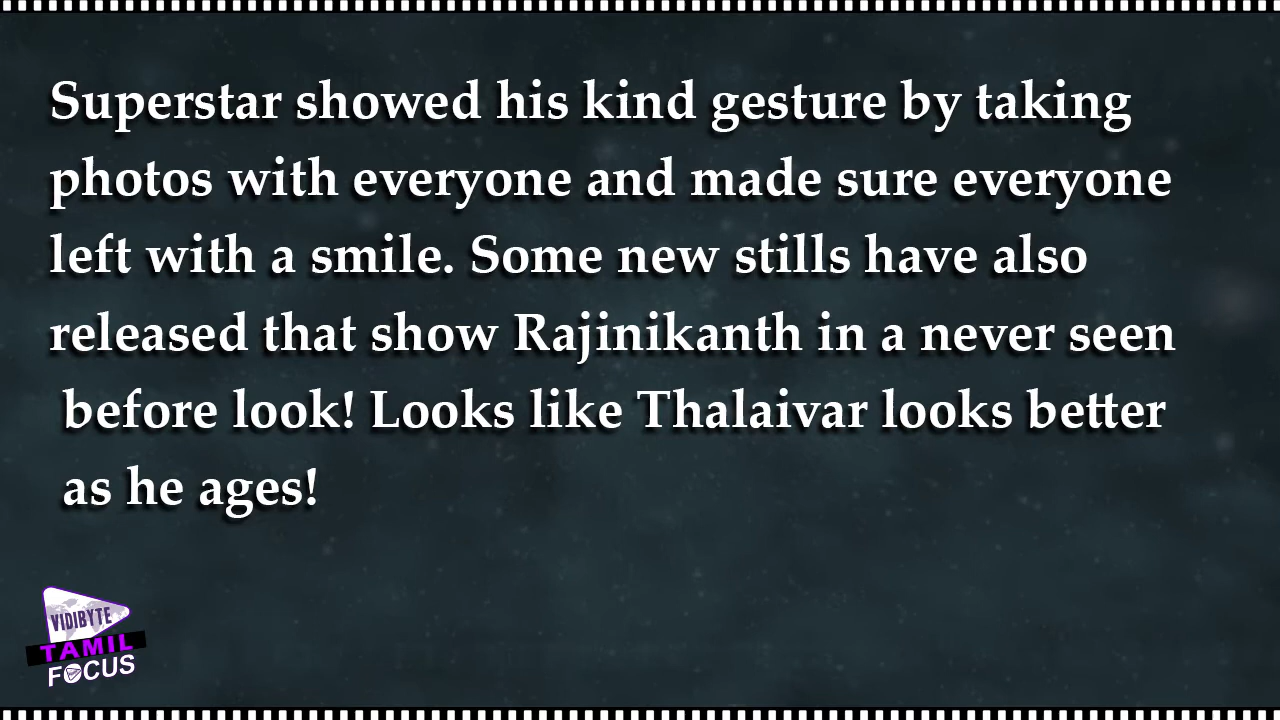 Superstar showed his kind gesture by taking
photos with everyone and made sure everyone
left with a smile. Some new stills have also
released that show Rajinikanth in a never seen
before look! Looks like Thalaivar looks better
as he ages!
VIDIBYTE
TAMIL
FOCUS